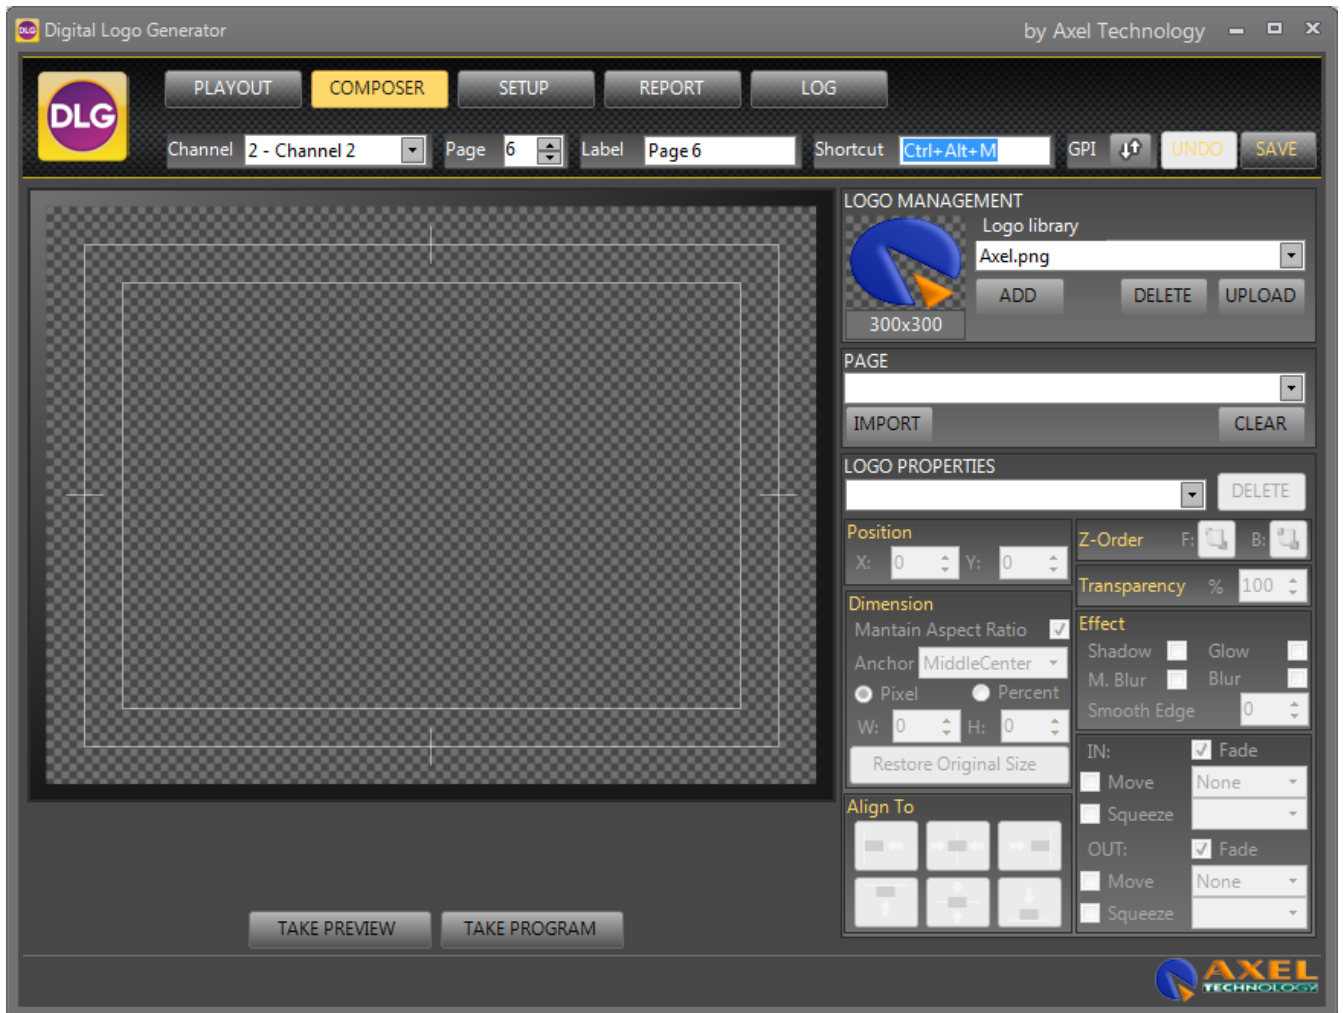 DLG Digital Logo Generator by Axel Technology
DLG
PLAYOUT COMPOSER SETUP REPORT LOG
Channel 2 - Channel 2 Page 6 Label Page 6 Shortcut Ctrl+Alt+M GPI UNDO SAVE
LOGO MANAGEMENT
Logo library
Axel.png
ADD DELETE UPLOAD
300x300
PAGE
IMPORT CLEAR
LOGO PROPERTIES
DELETE
Position
X: 0 Y: 0
Z-Order F: B:
Transparency % 100
Dimension
Mantain Aspect Ratio
Anchor MiddleCenter
Pixel Percent
W: 0 H: 0
Restore Original Size
Effect
Shadow Glow
M. Blur Blur
Smooth Edge 0
Align To
IN: Fade
Move None
Squeeze
OUT: Fade
Move None
Squeeze
TAKE PREVIEW TAKE PROGRAM
AXEL
TECHNOLOGY